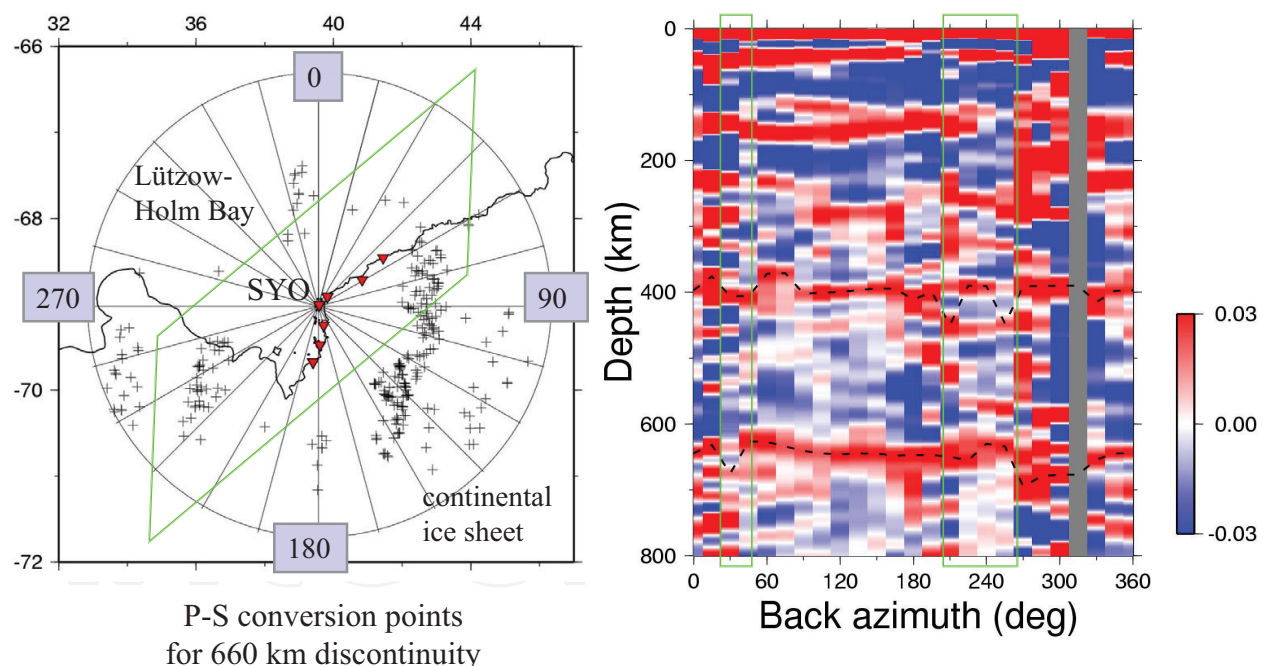 32 36 40 44
-66
-68
-70
-72
0
90
180
270
Lützow-
Holm Bay
SYO
continental
ice sheet
P-S conversion points
for 660 km discontinuity
0
200
400
600
800
Depth (km)
0 60 120 180 240 300 360
Back azimuth (deg)
0.03
0.00
-0.03